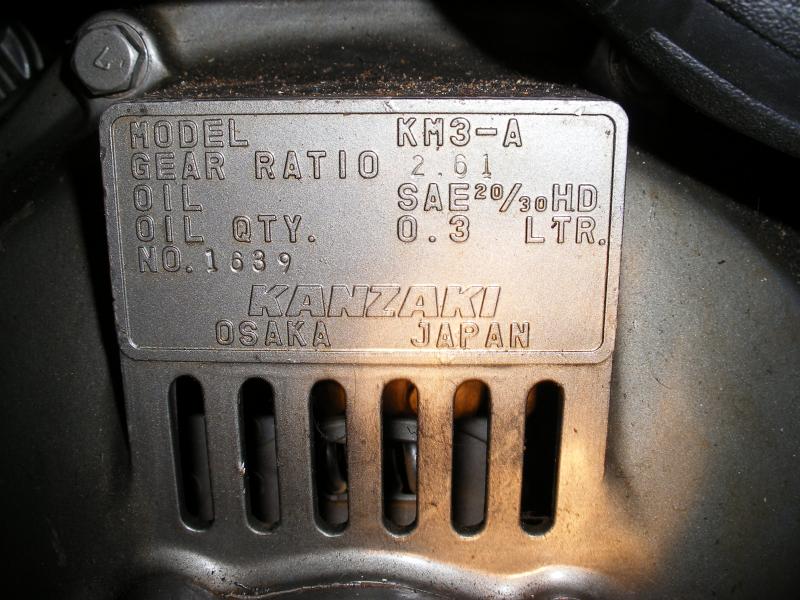 MODEL KM3-A
GEAR RATIO 2.61
OIL SAE20/30HD
OIL QTY. 0.3 LTR.
NO.1639
KANZAKI
OSAKA JAPAN